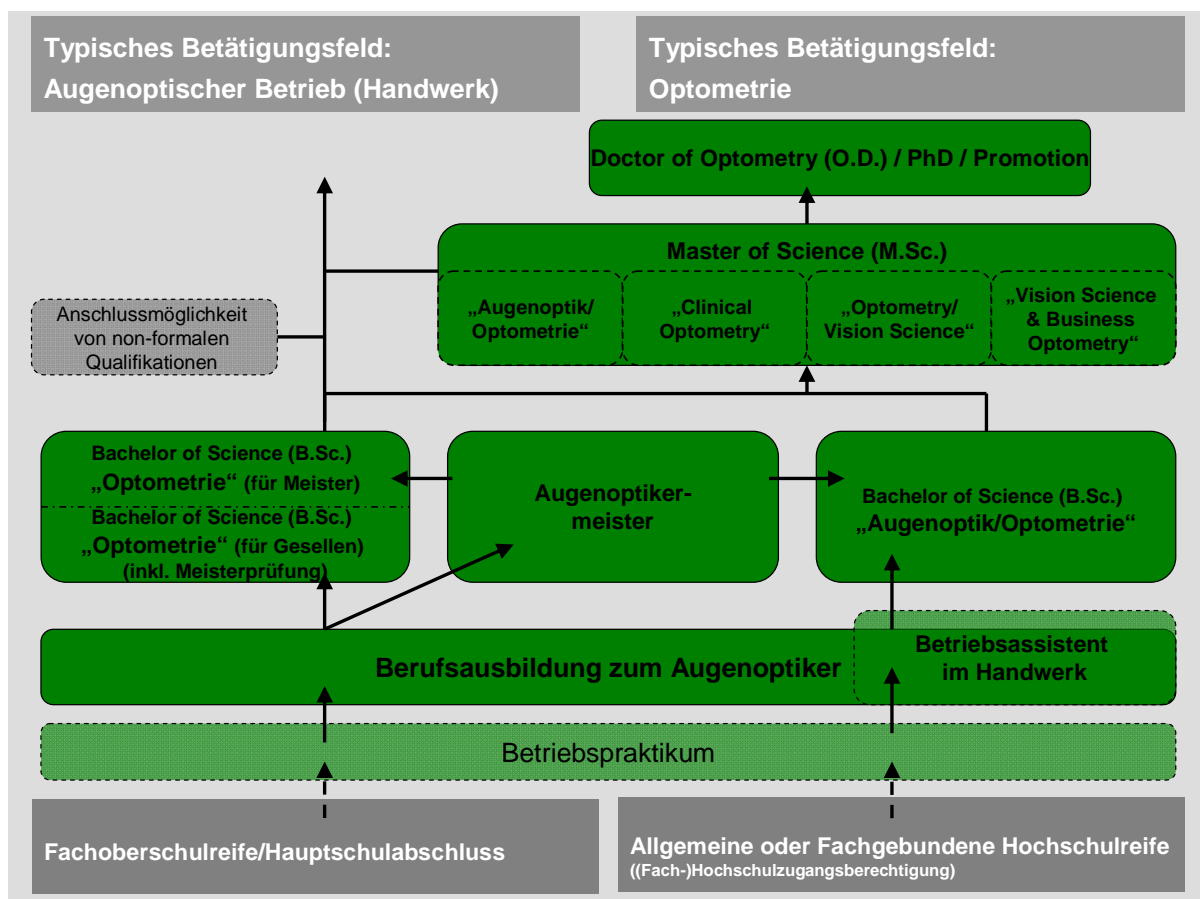 Typisches Betätigungsfeld:
Augenoptischer Betrieb (Handwerk)
Typisches Betätigungsfeld:
Optometrie
Doctor of Optometry (O.D.) / PhD / Promotion
Master of Science (M.Sc.)
„Augenoptik/
Optometrie“
„Clinical
Optometry“
„Optometry/
Vision Science“
„Vision Science
& Business
Optometry“
Anschlussmöglichkeit
von non-formalen
Qualifikationen
Bachelor of Science (B.Sc.)
„Optometrie“ (für Meister)
Bachelor of Science (B.Sc.)
„Optometrie“ (für Gesellen)
(inkl. Meisterprüfung)
Augenoptiker-
meister
Bachelor of Science (B.Sc.)
„Augenoptik/Optometrie“
Berufsausbildung zum Augenoptiker
Betriebsassistent
im Handwerk
Betriebspraktikum
Fachoberschulreife/Hauptschulabschluss
Allgemeine oder Fachgebundene Hochschulreife
((Fach-)Hochschulzugangsberechtigung)